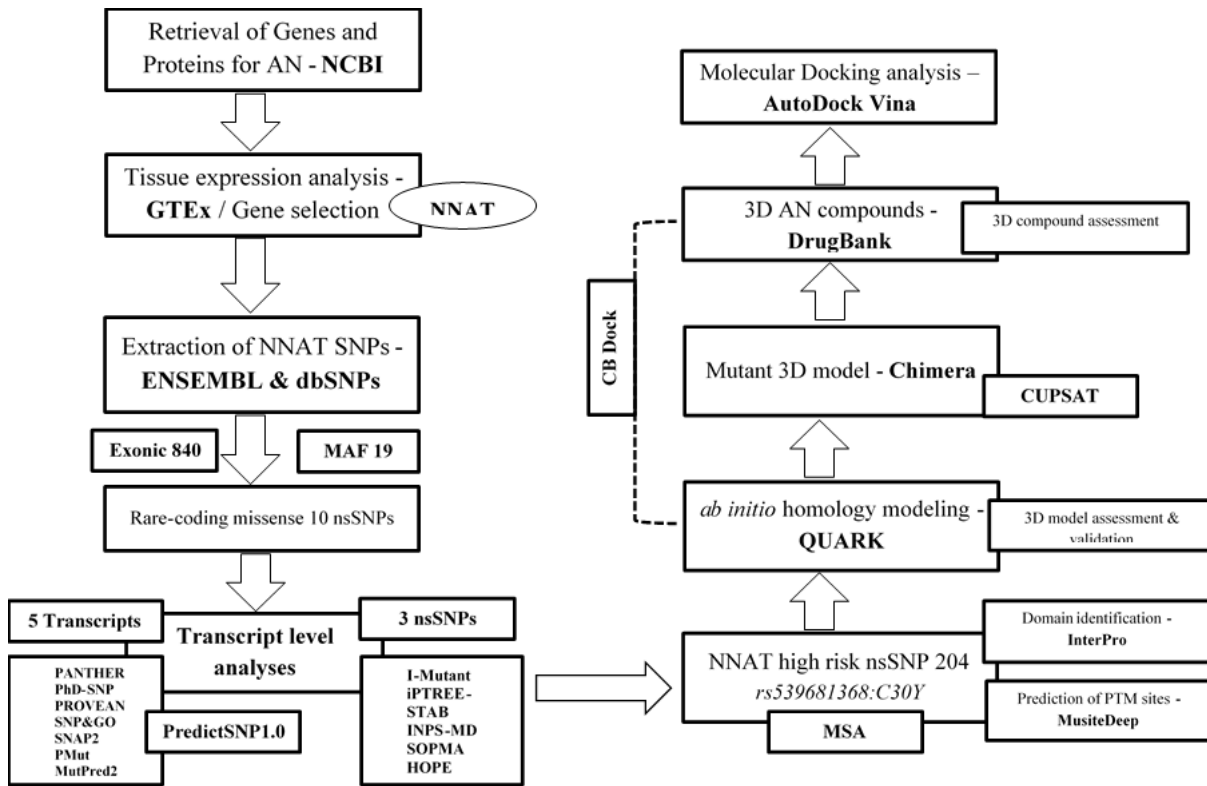 Retrieval of Genes and
Proteins for AN - NCBI
Tissue expression analysis -
GTEx / Gene selection
NNAT
Extraction of NNAT SNPs -
ENSEMBL & dbSNPs
Exonic 840
MAF 19
Rare-coding missense 10 nsSNPs
5 Transcripts
Transcript level
analyses
3 nsSNPs
PANTHER
PhD-SNP
PROVEAN
SNP&GO
SNAP2
PMut
MutPred2
PredictSNP1.0
I-Mutant
iPTREE-
STAB
INPS-MD
SOPMA
HOPE
Molecular Docking analysis –
AutoDock Vina
3D AN compounds -
DrugBank
3D compound assessment
CB Dock
Mutant 3D model - Chimera
CUPSAT
ab initio homology modeling -
QUARK
3D model assessment &
validation
NNAT high risk nsSNP 204
rs539681368:C30Y
MSA
Domain identification -
InterPro
Prediction of PTM sites -
MusiteDeep